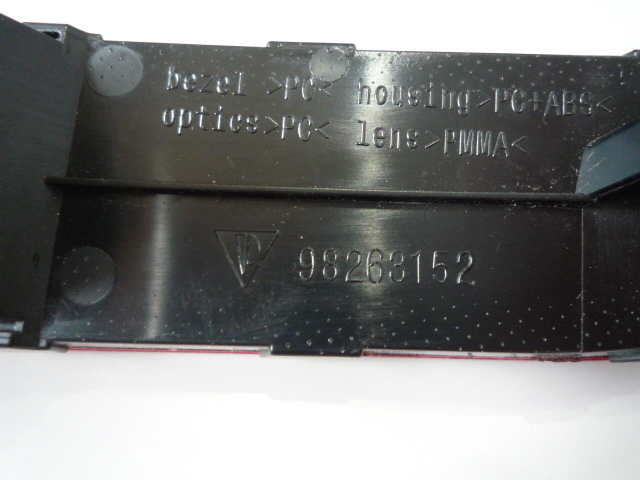 bezel >PC< housing>PC+ABS<
optics>PC< lens>PMMA<
98263152